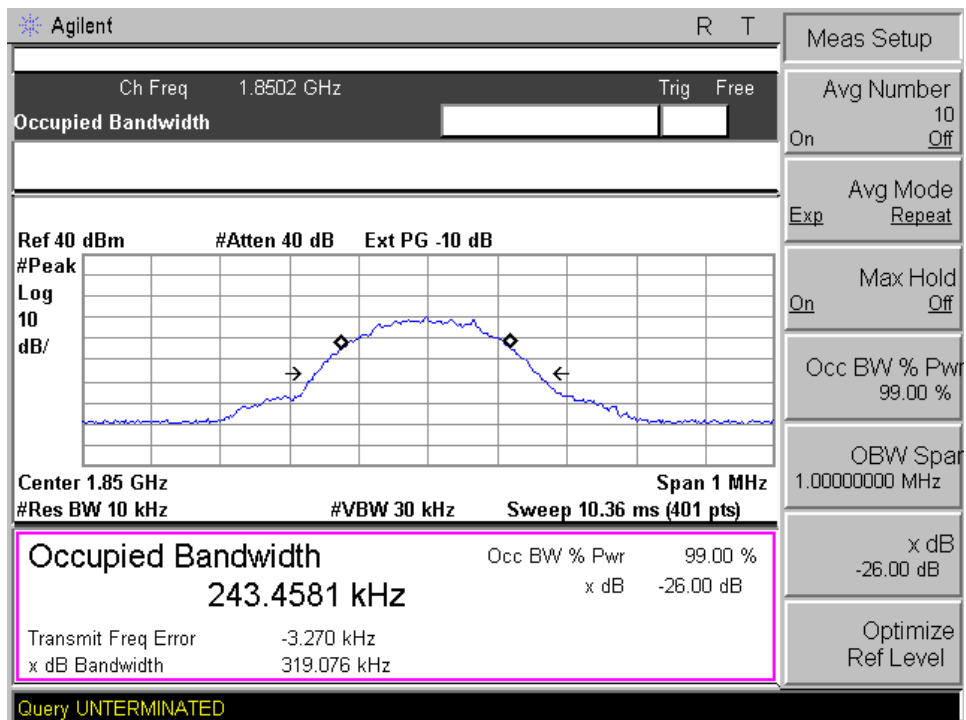 Agilent R T
Ch Freq 1.8502 GHz Trig Free
Occupied Bandwidth
Ref 40 dBm #Atten 40 dB Ext PG -10 dB
#Peak
Log
10
dB/
Center 1.85 GHz Span 1 MHz
#Res BW 10 kHz #VBW 30 kHz Sweep 10.36 ms (401 pts)
Occupied Bandwidth
243.4581 kHz
Occ BW % Pwr 99.00 %
x dB -26.00 dB
Transmit Freq Error -3.270 kHz
x dB Bandwidth 319.076 kHz
Query UNTERMINATED
Meas Setup
Avg Number
10
On Off
Avg Mode
Exp Repeat
Max Hold
On Off
Occ BW % Pwr
99.00 %
OBW Span
1.00000000 MHz
x dB
-26.00 dB
Optimize
Ref Level